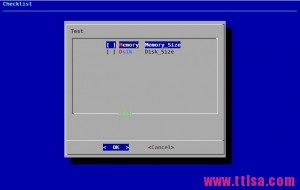 Checklist
Test
[ ] Memory Memory_Size
[ ] Disk Disk_Size
< OK > <Cancel>
www.ttlsa.com